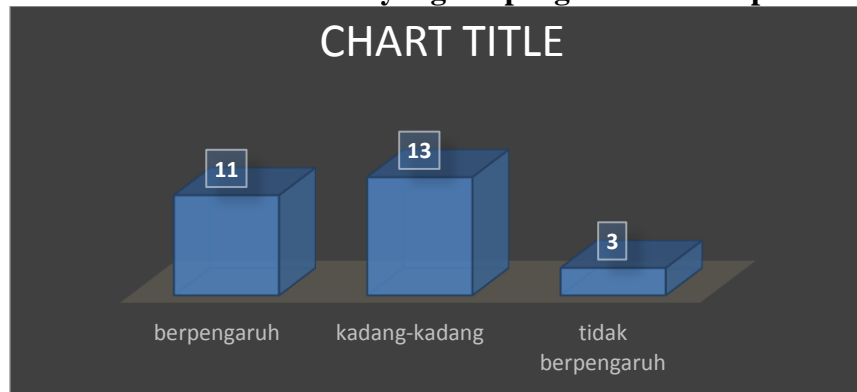 CHART TITLE
11
13
3
berpengaruh
kadang-kadang
tidak
berpengaruh